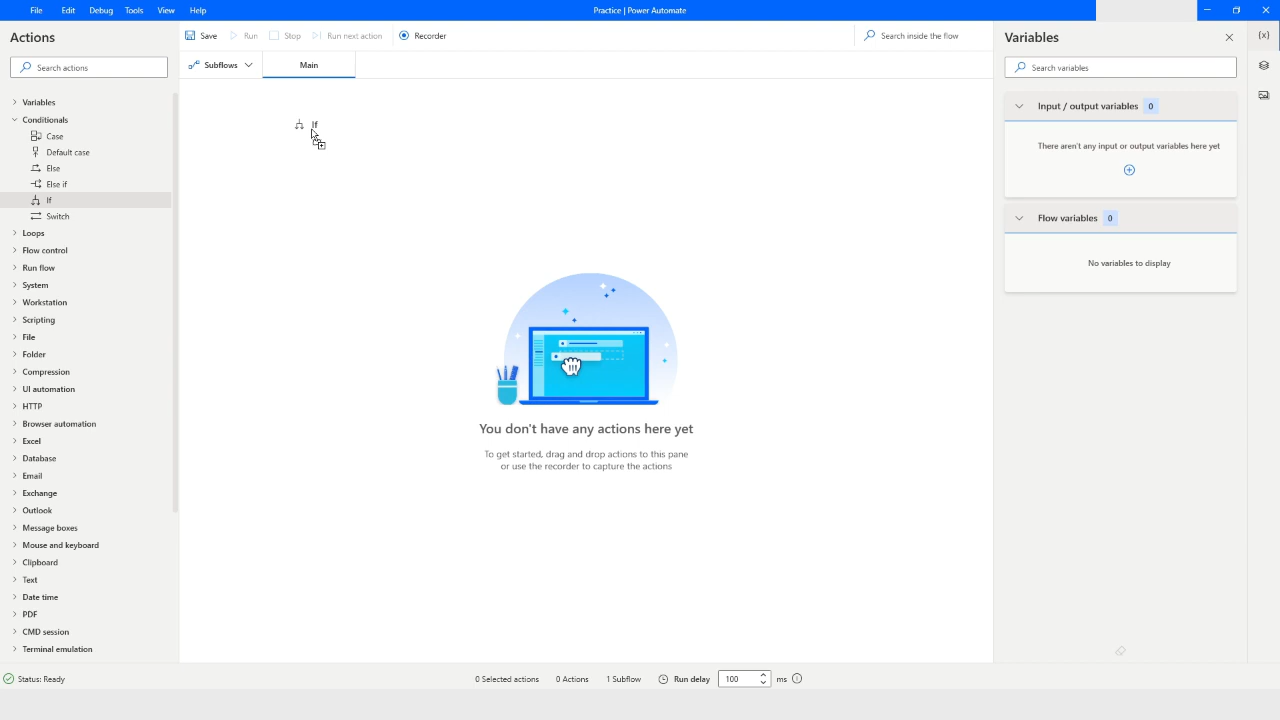 File Edit Debug Tools View Help
Practice | Power Automate
Actions
Search actions
Variables
Conditionals
Case
Default case
Else
Else if
If
Switch
Loops
Flow control
Run flow
System
Workstation
Scripting
File
Folder
Compression
UI automation
HTTP
Browser automation
Excel
Database
Email
Exchange
Outlook
Message boxes
Mouse and keyboard
Clipboard
Text
Date time
PDF
CMD session
Terminal emulation
Save Run Stop Run next action Recorder
Search inside the flow
Subflows Main
If
You don't have any actions here yet
To get started, drag and drop actions to this pane
or use the recorder to capture the actions
Variables
{x}
Search variables
Input / output variables 0
There aren't any input or output variables here yet
Flow variables 0
No variables to display
Status: Ready
0 Selected actions 0 Actions 1 Subflow Run delay 100 ms